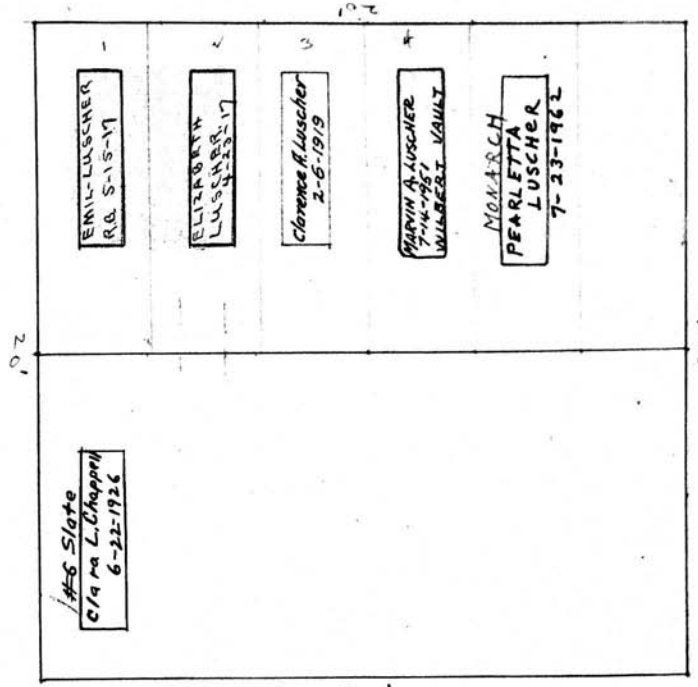 20'
1
2
3
4
EMIL-LUSCHER
R.B. 5-15-17
ELIZABETH
LUSCHER
4-23-17
Clarence A. Luscher
2-6-1919
MARVIN A. LUSCHER
7-14-1951
WILBERT VAULT
MONARCH
PEARLETTA
LUSCHER
7-23-1962
20'
#6 Slate
Clara L. Chappell
6-22-1926